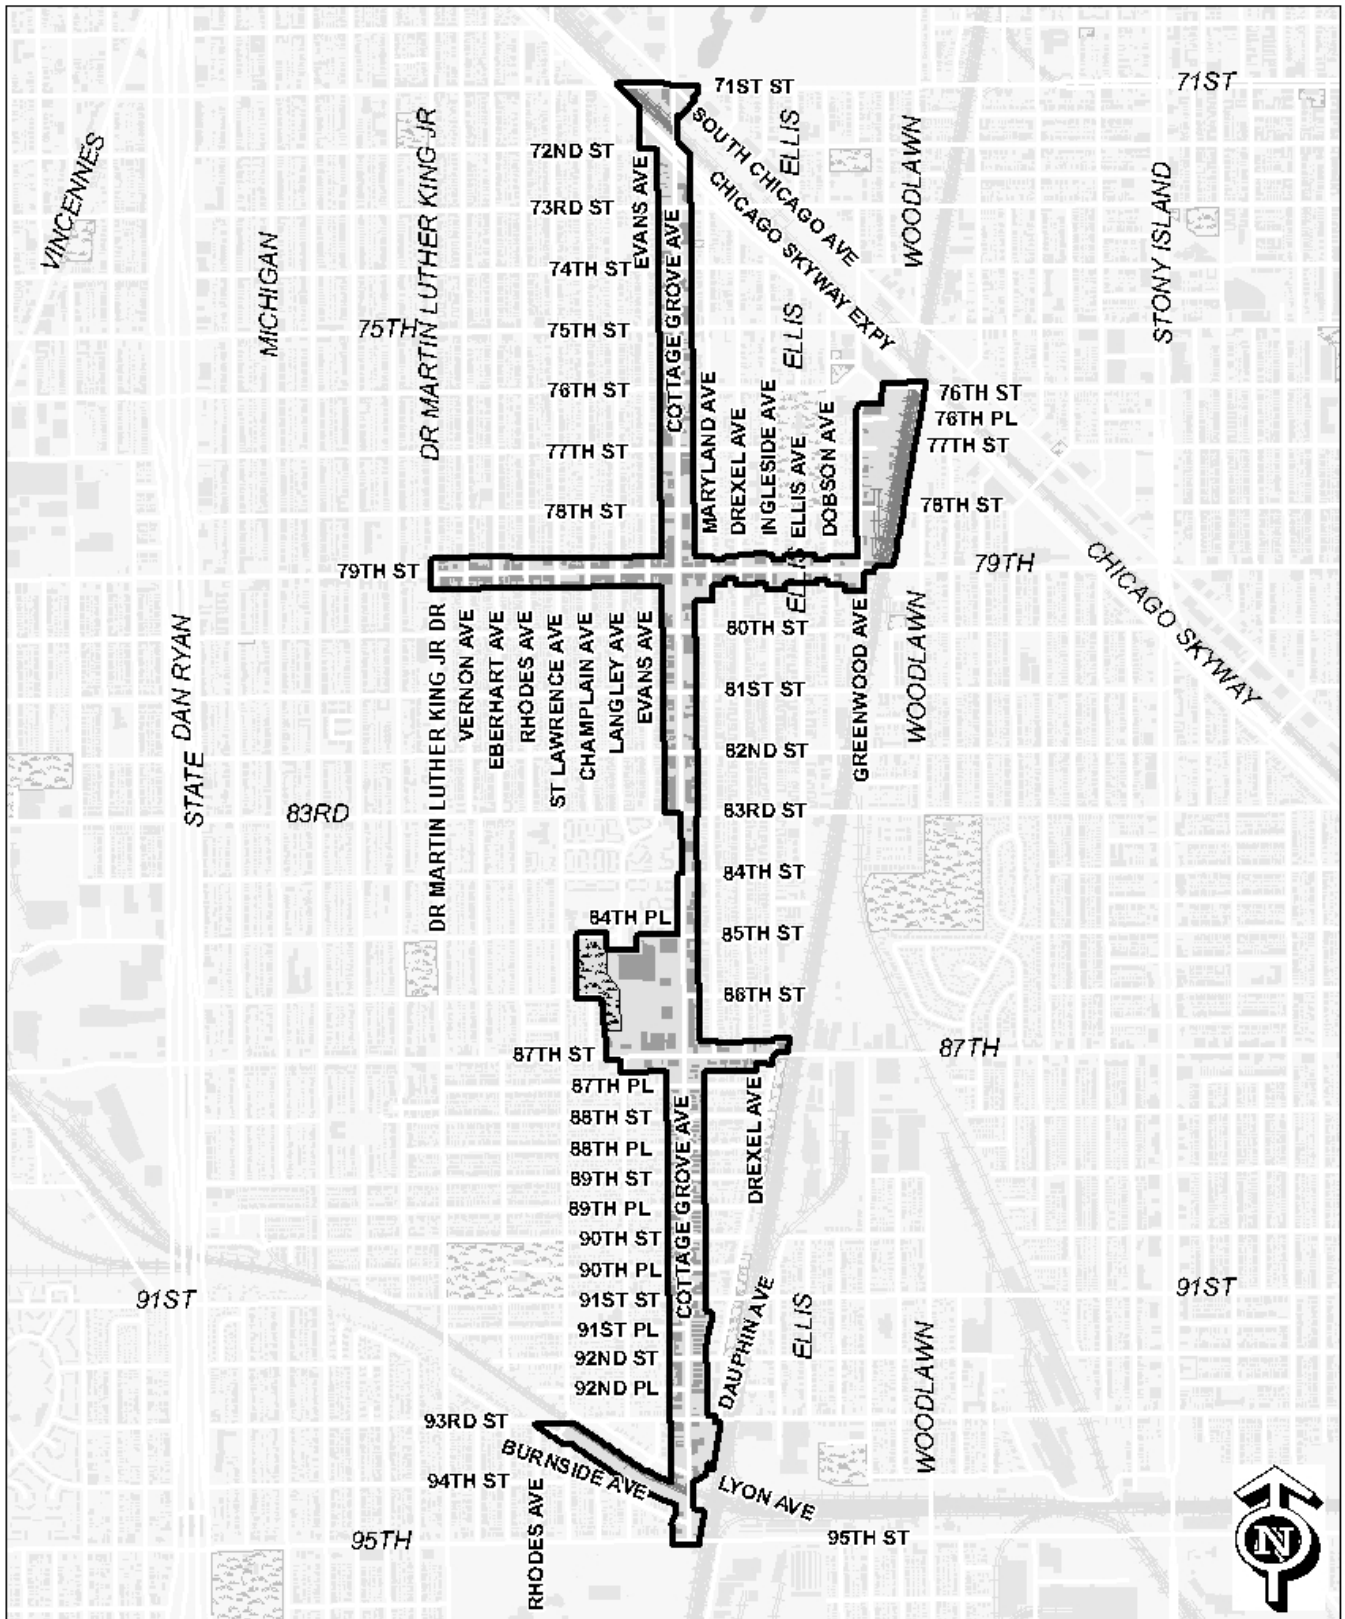 71ST ST
71ST
SOUTH CHICAGO AVE
ELLIS
WOODLAWN
DR MARTIN LUTHER KING JR
VINCENNES
72ND ST
EVANS AVE
CHICAGO SKYWAY EXPY
STONY ISLAND
73RD ST
COTTAGE GROVE AVE
MICHIGAN
74TH ST
75TH
75TH ST
ELLIS
76TH ST
76TH ST
76TH PL
77TH ST
77TH ST
MARYLAND AVE
DREXEL AVE
INGLESIDE AVE
ELLIS AVE
DOBSON AVE
78TH ST
78TH ST
79TH ST
ELLIS
79TH
CHICAGO SKYWAY
DR MARTIN LUTHER KING JR DR
VERNON AVE
EBERHART AVE
RHODES AVE
ST LAWRENCE AVE
CHAMPLAIN AVE
LANGLEY AVE
EVANS AVE
80TH ST
GREENWOOD AVE
WOODLAWN
DAN RYAN
81ST ST
82ND ST
STATE
83RD
83RD ST
84TH ST
84TH PL
85TH ST
86TH ST
87TH ST
87TH
87TH PL
88TH ST
COTTAGE GROVE AVE
DREXEL AVE
88TH PL
89TH ST
89TH PL
90TH ST
90TH PL
91ST
91ST ST
91ST
DAUPHIN AVE
ELLIS
91ST PL
92ND ST
92ND PL
WOODLAWN
93RD ST
BURNSIDE AVE
94TH ST
LYON AVE
RHODES AVE
95TH
95TH ST
N